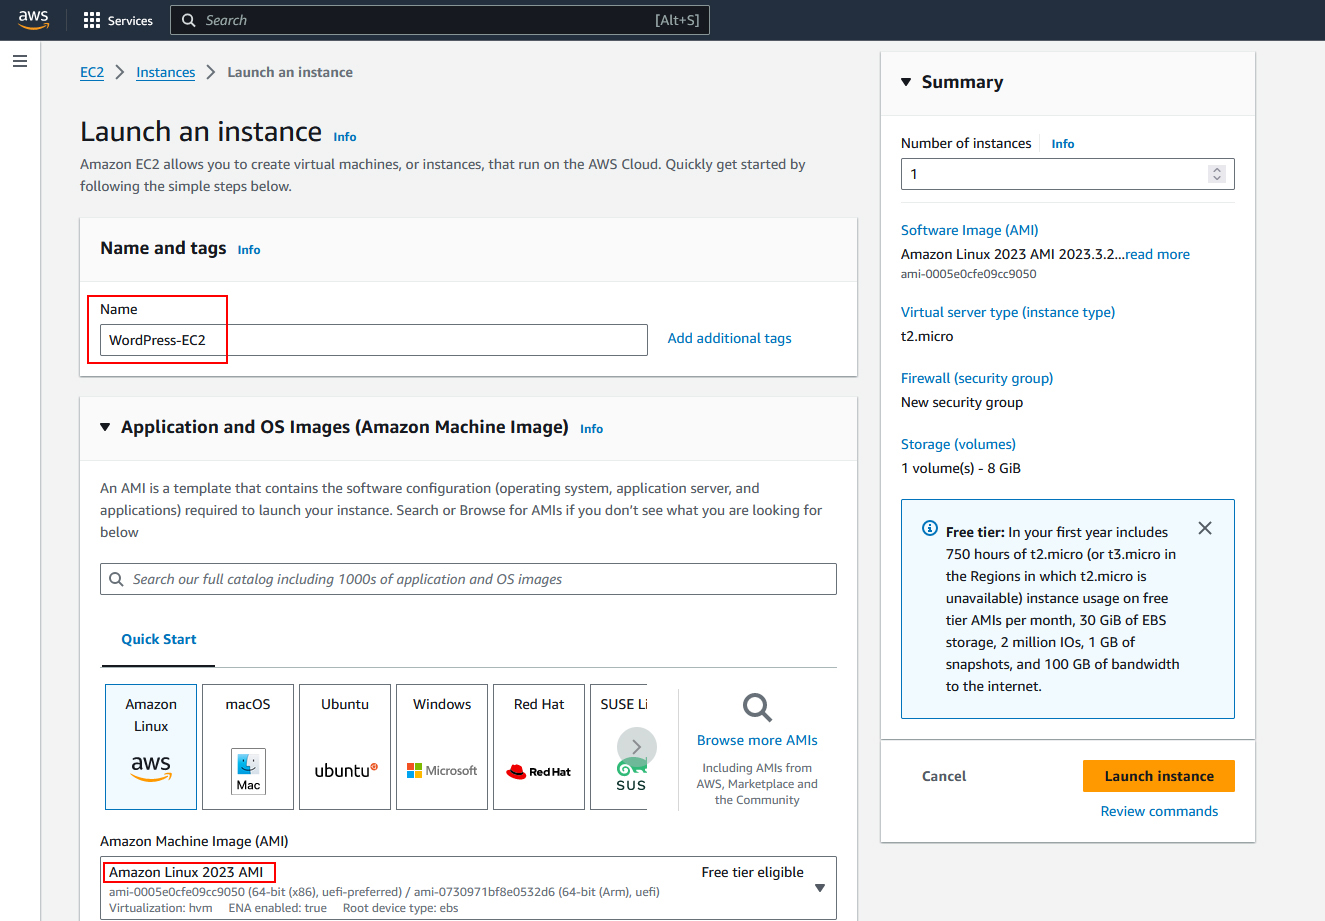 aws
Services
Search
[Alt+S]
EC2
Instances
Launch an instance
Launch an instance Info
Amazon EC2 allows you to create virtual machines, or instances, that run on the AWS Cloud. Quickly get started by
following the simple steps below.
Name and tags Info
Name
WordPress-EC2
Add additional tags
Application and OS Images (Amazon Machine Image) Info
An AMI is a template that contains the software configuration (operating system, application server, and
applications) required to launch your instance. Search or Browse for AMIs if you don't see what you are looking for
below
Search our full catalog including 1000s of application and OS images
Quick Start
Amazon
Linux
aws
macOS
Mac
Ubuntu
ubuntu
Windows
Microsoft
Red Hat
Red Hat
SUSE Li
SUS
Browse more AMIs
Including AMIs from
AWS, Marketplace and
the Community
Amazon Machine Image (AMI)
Amazon Linux 2023 AMI
Free tier eligible
ami-0005e0cfe09cc9050 (64-bit (x86), uefi-preferred) / ami-0730971bf8e0532d6 (64-bit (Arm), uefi)
Virtualization: hvm ENA enabled: true Root device type: ebs
Summary
Number of instances Info
1
Software Image (AMI)
Amazon Linux 2023 AMI 2023.3.2...read more
ami-0005e0cfe09cc9050
Virtual server type (instance type)
t2.micro
Firewall (security group)
New security group
Storage (volumes)
1 volume(s) - 8 GiB
Free tier: In your first year includes
750 hours of t2.micro (or t3.micro in
the Regions in which t2.micro is
unavailable) instance usage on free
tier AMIs per month, 30 GiB of EBS
storage, 2 million IOs, 1 GB of
snapshots, and 100 GB of bandwidth
to the internet.
Cancel
Launch instance
Review commands